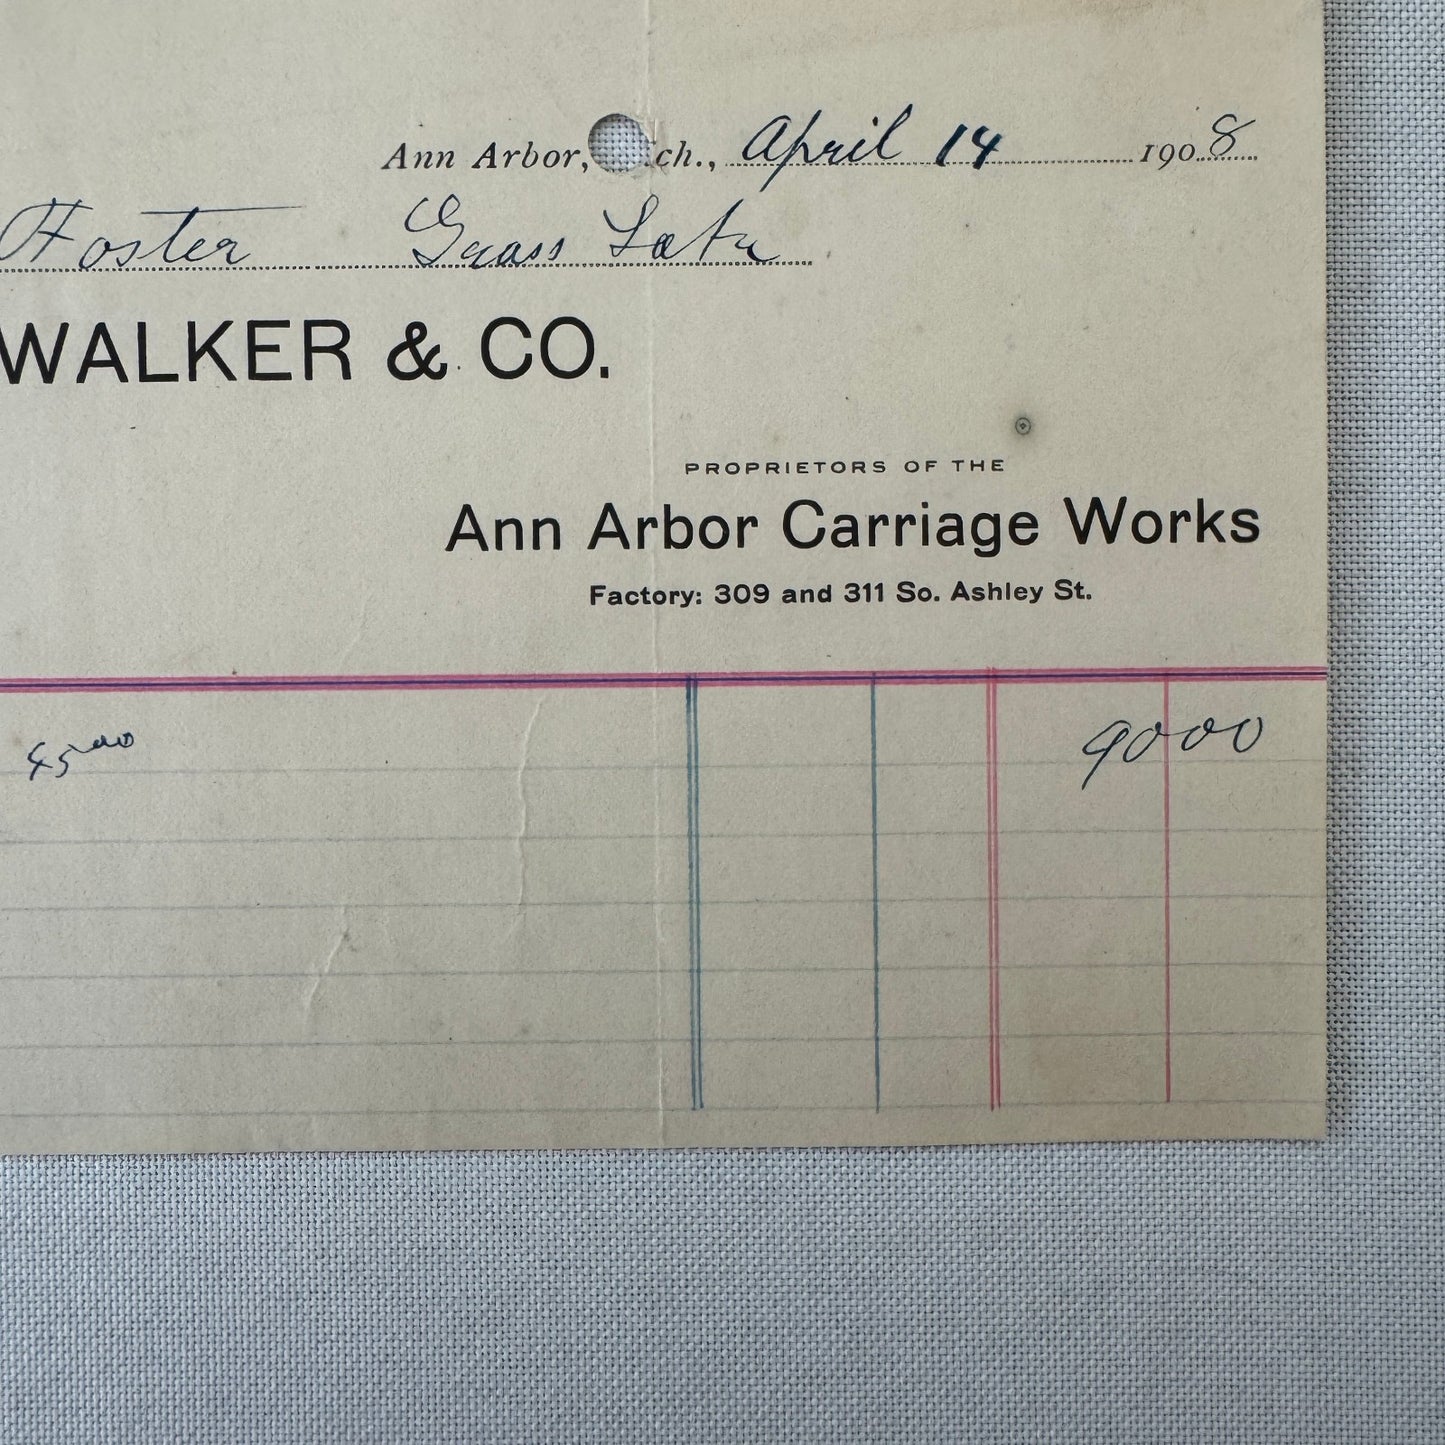 Ann Arbor, ch., April 14 1908
Foster Grass Lake
WALKER & CO.
PROPRIETORS OF THE
Ann Arbor Carriage Works
Factory: 309 and 311 So. Ashley St.
45 00 90 00